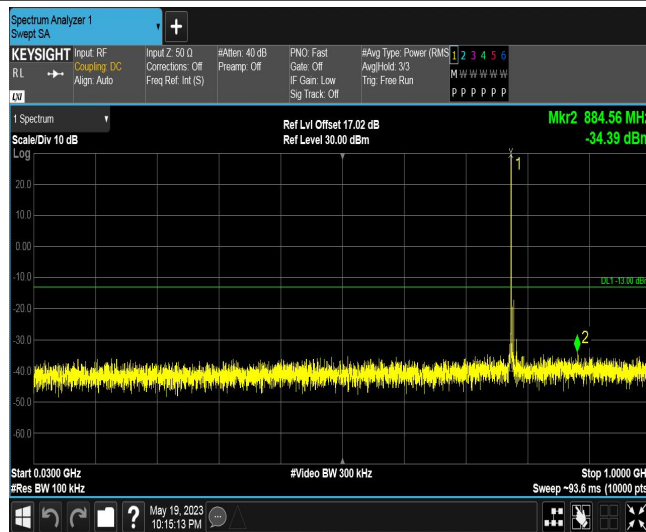 Spectrum Analyzer 1
Swept SA
+
KEYSIGHT Input: RF Input Z: 50 Ω #Atten: 40 dB PNO: Fast #Avg Type: Power (RMS 1 2 3 4 5 6
RL Coupling: DC Corrections: Off Preamp: Off Gate: Off Avg|Hold: 3/3 M W W W W W
Align: Auto Freq Ref: Int (S) IF Gain: Low Trig: Free Run
LXI Sig Track: Off P P P P P P
1 Spectrum Ref Lvl Offset 17.02 dB Mkr2 884.56 MHz
Scale/Div 10 dB Ref Level 30.00 dBm -34.39 dBm
Log
1
20.0
10.0
0.00
-10.0
DL1 -13.00 dBm
-20.0
-30.0
2
-40.0
-50.0
-60.0
Start 0.0300 GHz #Video BW 300 kHz Stop 1.0000 GH
#Res BW 100 kHz Sweep ~93.6 ms (10000 pts
? May 19, 2023
10:15:13 PM